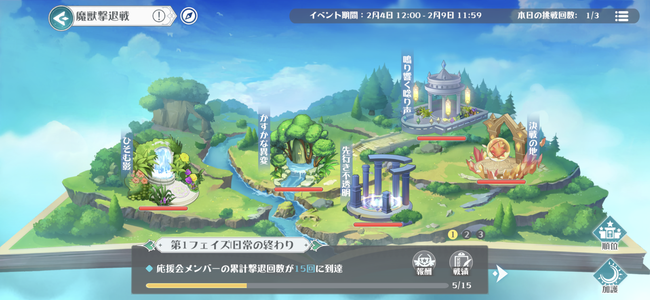 魔獣撃退戦
イベント期間：2月4日 12:00 - 2月9日 11:59
本日の挑戦回数: 1/3
ひそむ影
かすかな異変
先行き不透明
鳴り響く唸り声
決戦の地
1 2 3
第1フェイズ:日常の終わり
応援会メンバーの累計撃退回数が15回に到達
5/15
報酬
戦績
順位
加護